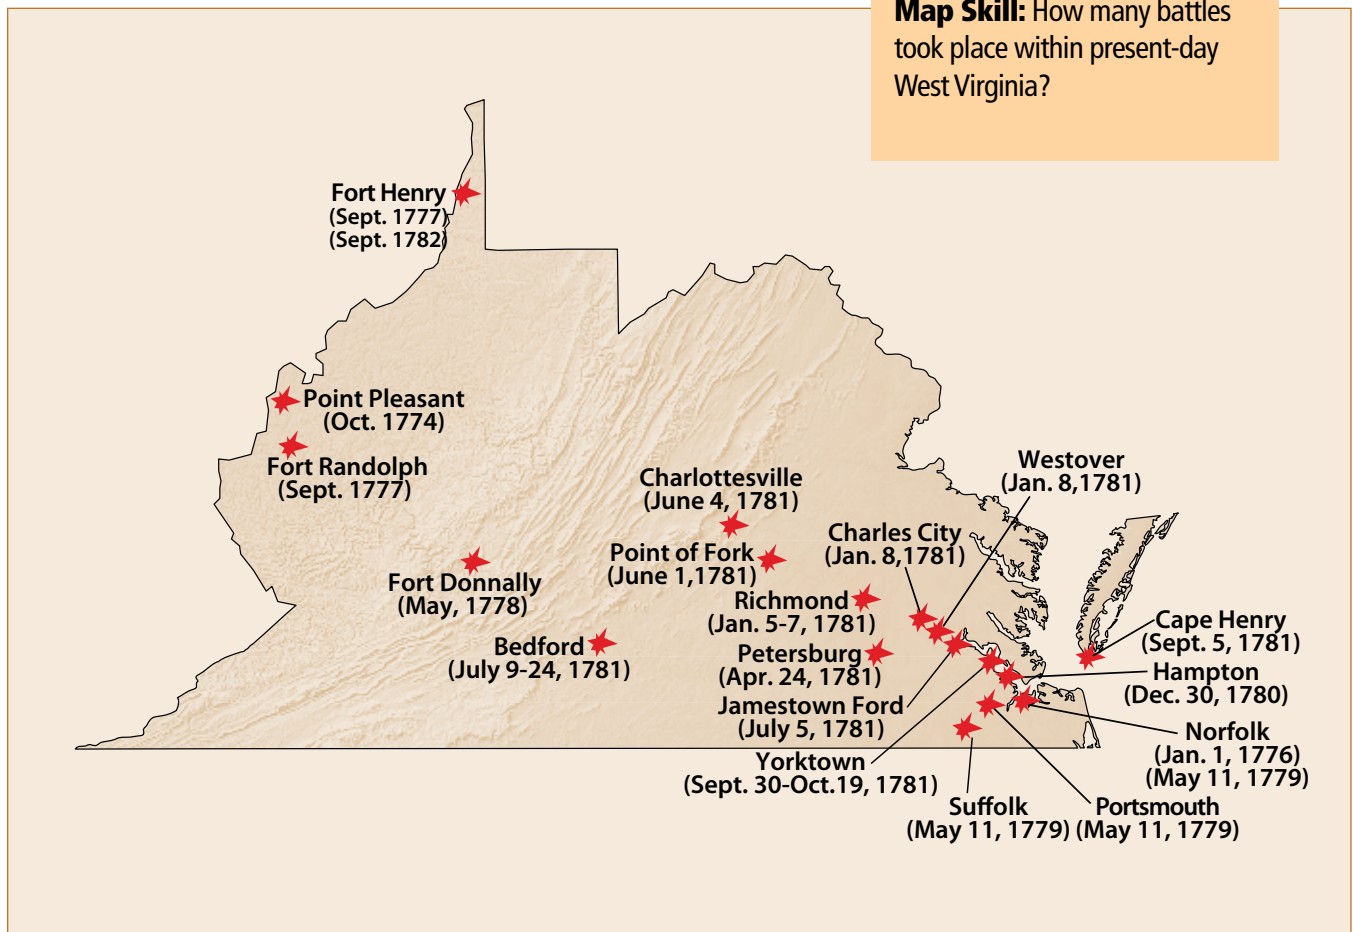 Map Skill: How many battles
took place within present-day
West Virginia?
Fort Henry
(Sept. 1777)
(Sept. 1782)
Point Pleasant
(Oct. 1774)
Fort Randolph
(Sept. 1777)
Fort Donnally
(May, 1778)
Charlottesville
(June 4, 1781)
Point of Fork
(June 1,1781)
Bedford
(July 9-24, 1781)
Richmond
(Jan. 5-7, 1781)
Petersburg
(Apr. 24, 1781)
Jamestown Ford
(July 5, 1781)
Yorktown
(Sept. 30-Oct.19, 1781)
Charles City
(Jan. 8,1781)
Westover
(Jan. 8,1781)
Cape Henry
(Sept. 5, 1781)
Hampton
(Dec. 30, 1780)
Norfolk
(Jan. 1, 1776)
(May 11, 1779)
Suffolk
(May 11, 1779)
Portsmouth
(May 11, 1779)